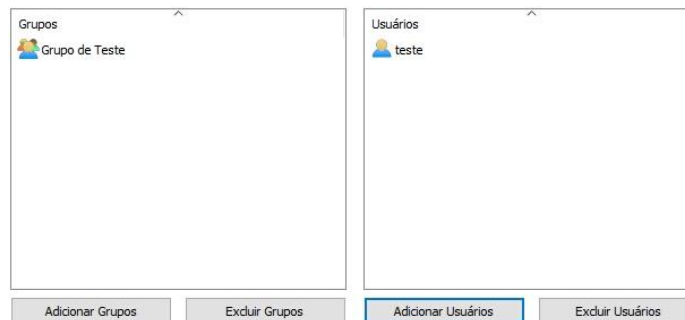 Grupos
Grupo de Teste
Usuários
teste
Adicionar Grupos
Excluir Grupos
Adicionar Usuários
Excluir Usuários